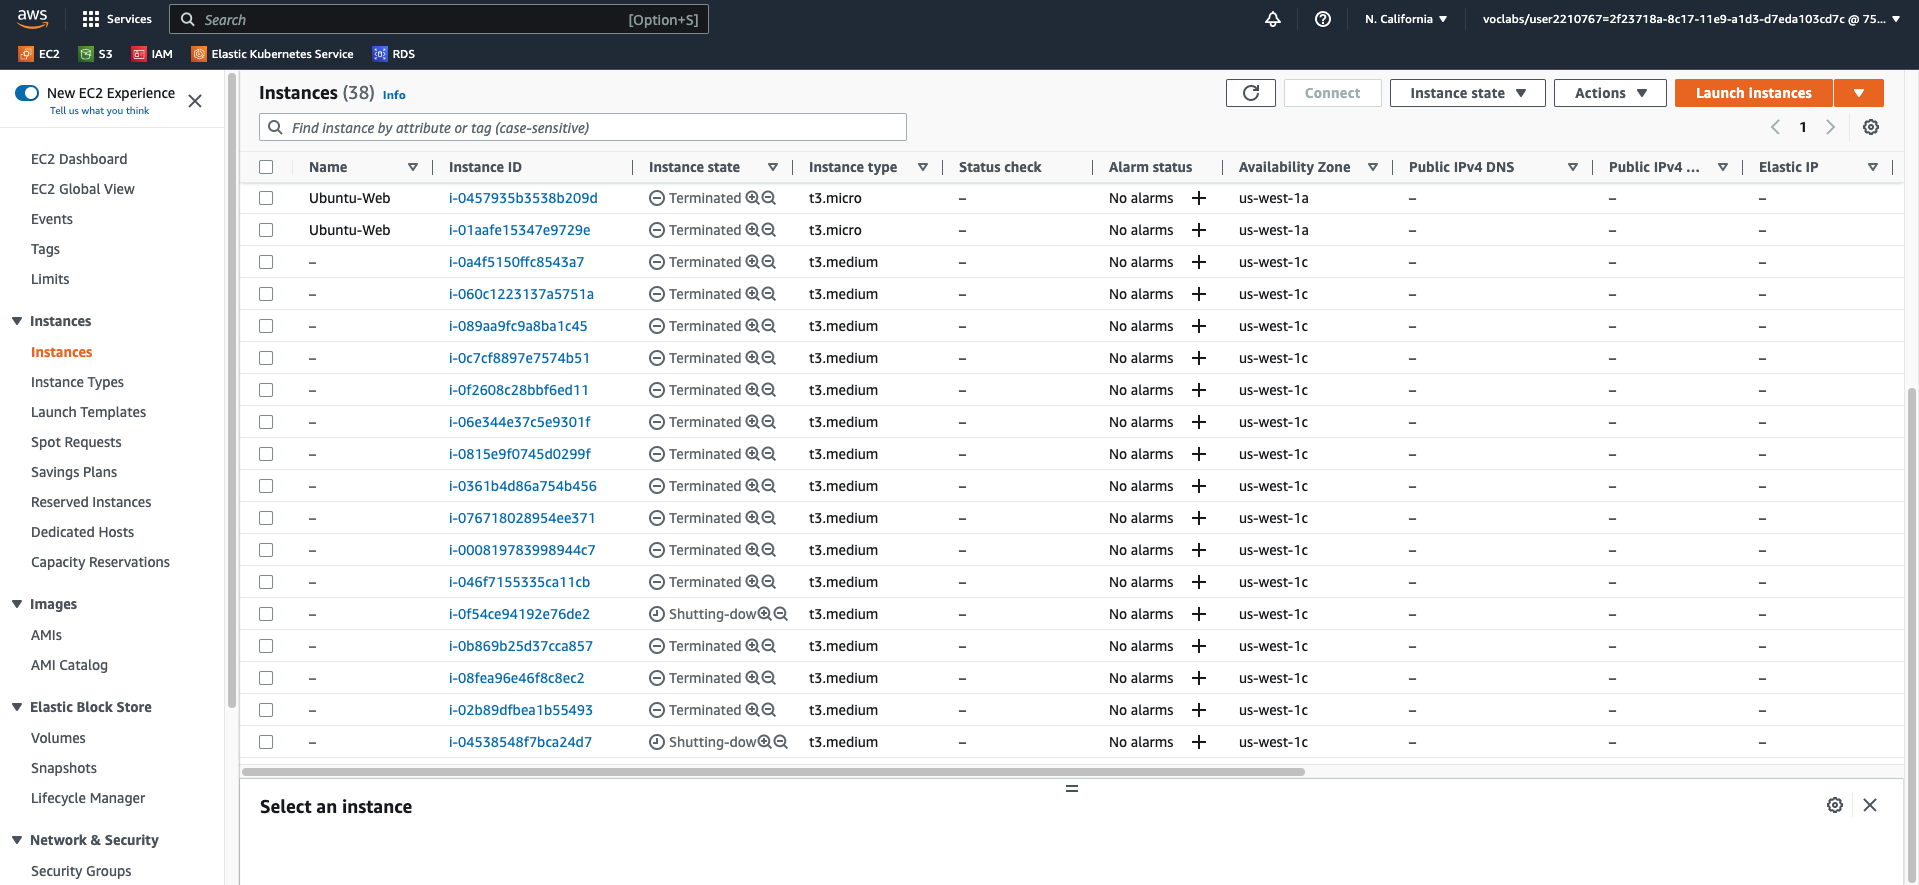 aws Services Search [Option+S] N. California ▼ voclabs/user2210767=2f23718a-8c17-11e9-a1d3-d7eda103cd7c @ 75... ▼
EC2 S3 IAM Elastic Kubernetes Service RDS
New EC2 Experience
Tell us what you think
EC2 Dashboard
EC2 Global View
Events
Tags
Limits
Instances
Instances
Instance Types
Launch Templates
Spot Requests
Savings Plans
Reserved Instances
Dedicated Hosts
Capacity Reservations
Images
AMIs
AMI Catalog
Elastic Block Store
Volumes
Snapshots
Lifecycle Manager
Network & Security
Security Groups
Instances (38) Info Connect Instance state ▼ Actions ▼ Launch instances ▼
Find instance by attribute or tag (case-sensitive) 1
Name Instance ID Instance state Instance type Status check Alarm status Availability Zone Public IPv4 DNS Public IPv4 ... Elastic IP
Ubuntu-Web i-0457935b3538b209d Terminated t3.micro – No alarms + us-west-1a – – –
Ubuntu-Web i-01aafe15347e9729e Terminated t3.micro – No alarms + us-west-1a – – –
– i-0a4f5150ffc8543a7 Terminated t3.medium – No alarms + us-west-1c – – –
– i-060c1223137a5751a Terminated t3.medium – No alarms + us-west-1c – – –
– i-089aa9fc9a8ba1c45 Terminated t3.medium – No alarms + us-west-1c – – –
– i-0c7cf8897e7574b51 Terminated t3.medium – No alarms + us-west-1c – – –
– i-0f2608c28bbf6ed11 Terminated t3.medium – No alarms + us-west-1c – – –
– i-06e344e37c5e9301f Terminated t3.medium – No alarms + us-west-1c – – –
– i-0815e9f0745d0299f Terminated t3.medium – No alarms + us-west-1c – – –
– i-0361b4d86a754b456 Terminated t3.medium – No alarms + us-west-1c – – –
– i-076718028954ee371 Terminated t3.medium – No alarms + us-west-1c – – –
– i-000819783998944c7 Terminated t3.medium – No alarms + us-west-1c – – –
– i-046f7155335ca11cb Terminated t3.medium – No alarms + us-west-1c – – –
– i-0f54ce94192e76de2 Shutting-dow t3.medium – No alarms + us-west-1c – – –
– i-0b869b25d37cca857 Terminated t3.medium – No alarms + us-west-1c – – –
– i-08fea96e46f8c8ec2 Terminated t3.medium – No alarms + us-west-1c – – –
– i-02b89dfbea1b55493 Terminated t3.medium – No alarms + us-west-1c – – –
– i-04538548f7bca24d7 Shutting-dow t3.medium – No alarms + us-west-1c – – –
Select an instance